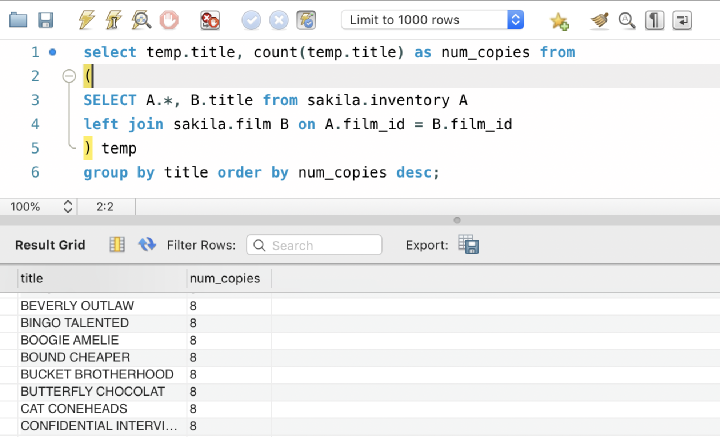 Limit to 1000 rows
1 select temp.title, count(temp.title) as num_copies from
2 (
3 SELECT A.*, B.title from sakila.inventory A
4 left join sakila.film B on A.film_id = B.film_id
5 ) temp
6 group by title order by num_copies desc;
100% 2:2
Result Grid Filter Rows: Search Export:
title num_copies
BEVERLY OUTLAW 8
BINGO TALENTED 8
BOOGIE AMELIE 8
BOUND CHEAPER 8
BUCKET BROTHERHOOD 8
BUTTERFLY CHOCOLAT 8
CAT CONEHEADS 8
CONFIDENTIAL INTERVI... 8